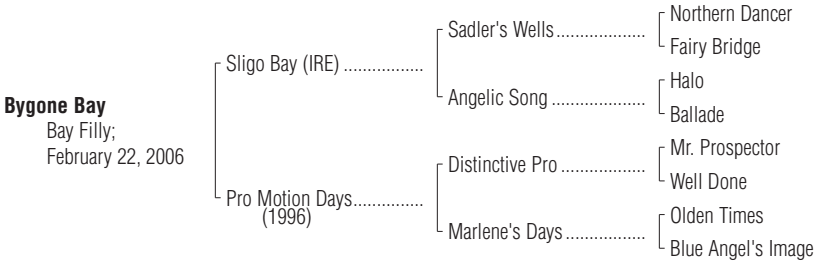 Northern Dancer
Sadler's Wells....................
Fairy Bridge
Sligo Bay (IRE) ................
Halo
Angelic Song .....................
Ballade
Bygone Bay
Bay Filly;
February 22, 2006
Mr. Prospector
Distinctive Pro ...................
Well Done
Pro Motion Days..............
(1996)
Olden Times
Marlene's Days .................
Blue Angel's Image